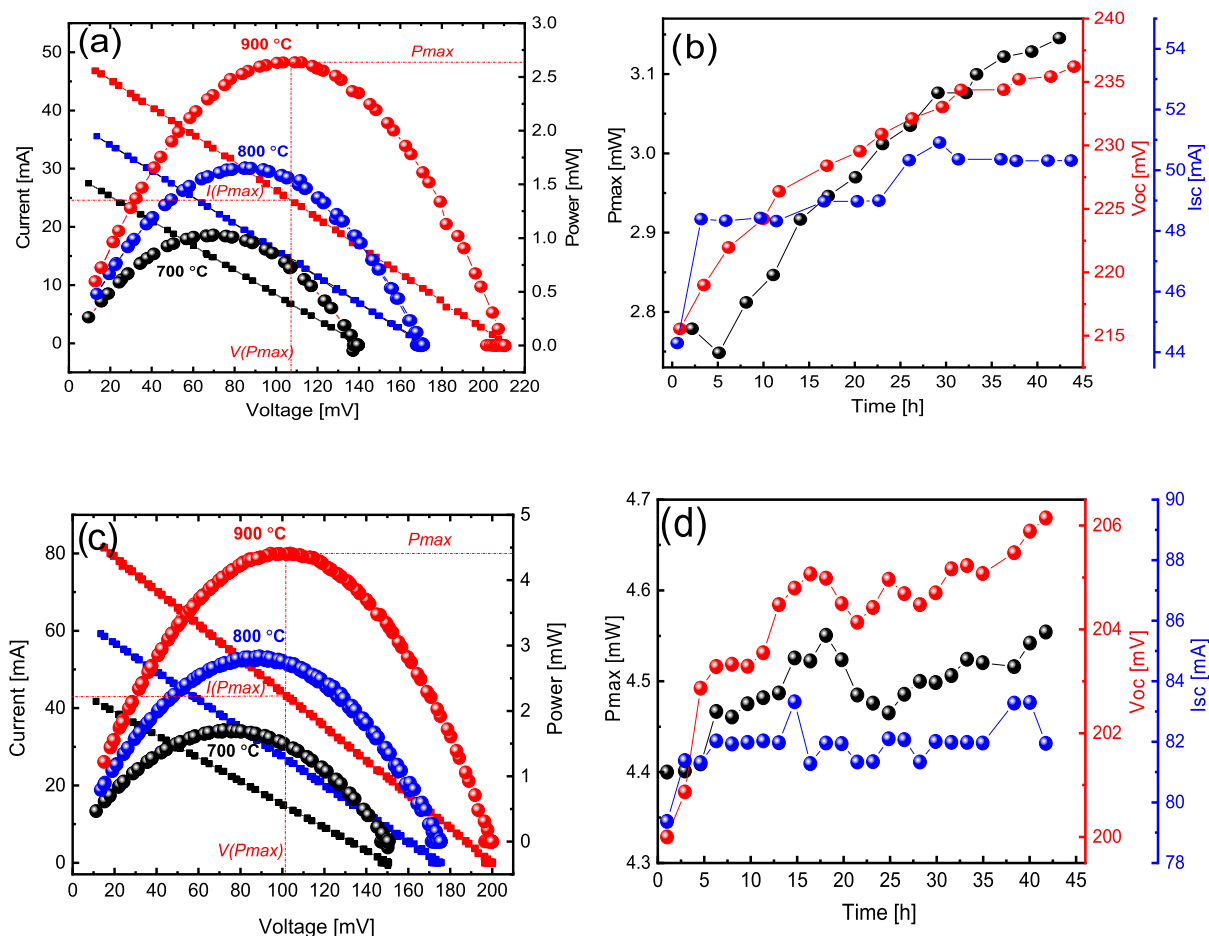 (a)
900 °C
Pmax
800 °C
I(Pmax)
700 °C
V(Pmax)
Current [mA]
50
40
30
20
10
0
Power [mW]
3.0
2.5
2.0
1.5
1.0
0.5
0.0
0 20 40 60 80 100 120 140 160 180 200 220
Voltage [mV]
(b)
Pmax [mW]
3.1
3.0
2.9
2.8
Voc [mV]
240
235
230
225
220
215
Isc [mA]
54
52
50
48
46
44
0 5 10 15 20 25 30 35 40 45
Time [h]
(c)
900 °C
Pmax
800 °C
I(Pmax)
700 °C
V(Pmax)
Current [mA]
80
60
40
20
0
Power [mW]
5
4
3
2
1
0
0 20 40 60 80 100 120 140 160 180 200
Voltage [mV]
(d)
Pmax [mW]
4.7
4.6
4.5
4.4
4.3
Voc [mV]
206
204
202
200
Isc [mA]
90
88
86
84
82
80
78
0 5 10 15 20 25 30 35 40 45
Time [h]